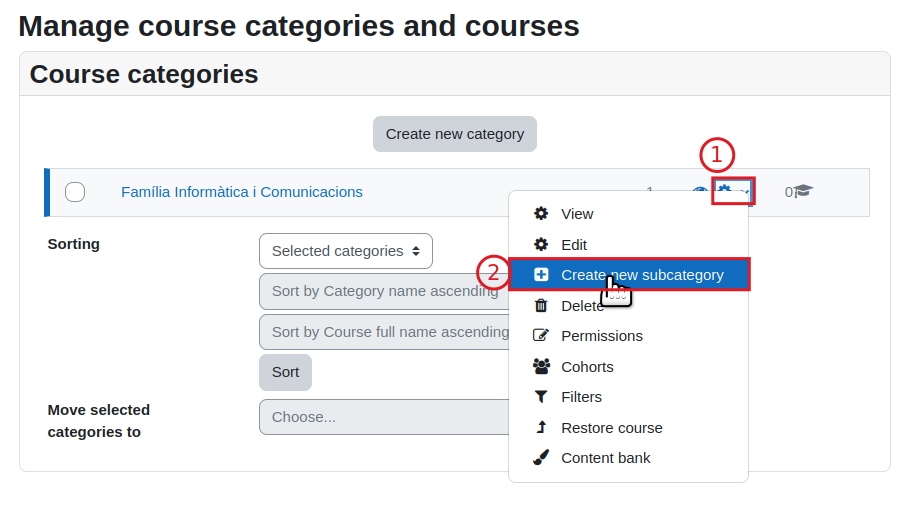 Manage course categories and courses
Course categories
Create new category
1
Família Informàtica i Comunicacions
0
View
Sorting
Selected categories
Edit
2
Create new subcategory
Sort by Category name ascending
Delete
Sort by Course full name ascending
Permissions
Sort
Cohorts
Filters
Move selected
categories to
Choose...
Restore course
Content bank